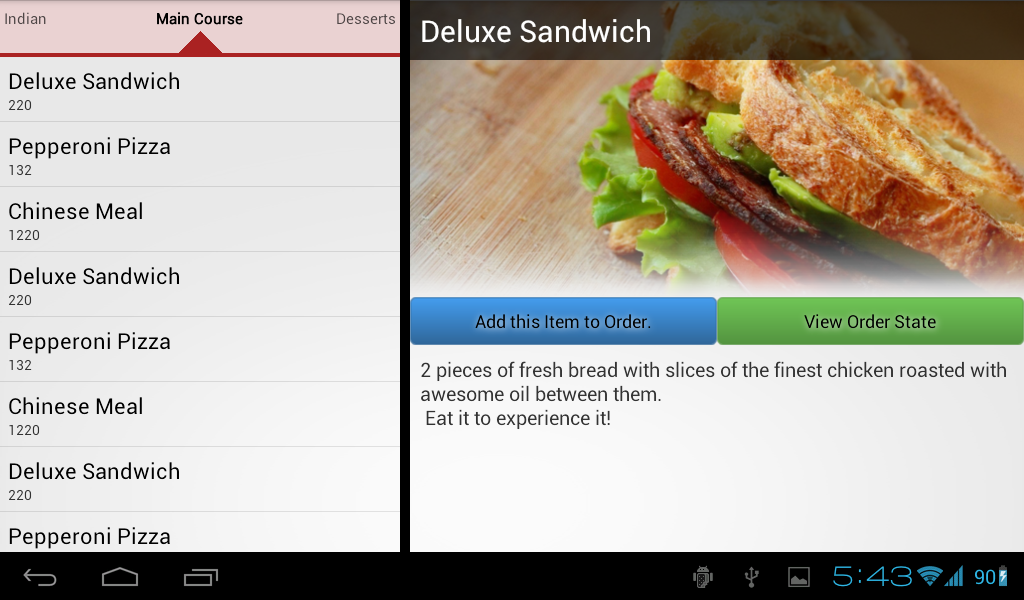 Indian
Main Course
Desserts
Deluxe Sandwich
220
Pepperoni Pizza
132
Chinese Meal
1220
Deluxe Sandwich
220
Pepperoni Pizza
132
Chinese Meal
1220
Deluxe Sandwich
220
Pepperoni Pizza
Deluxe Sandwich
Add this Item to Order.
View Order State
2 pieces of fresh bread with slices of the finest chicken roasted with
awesome oil between them.
Eat it to experience it!
5:43
90